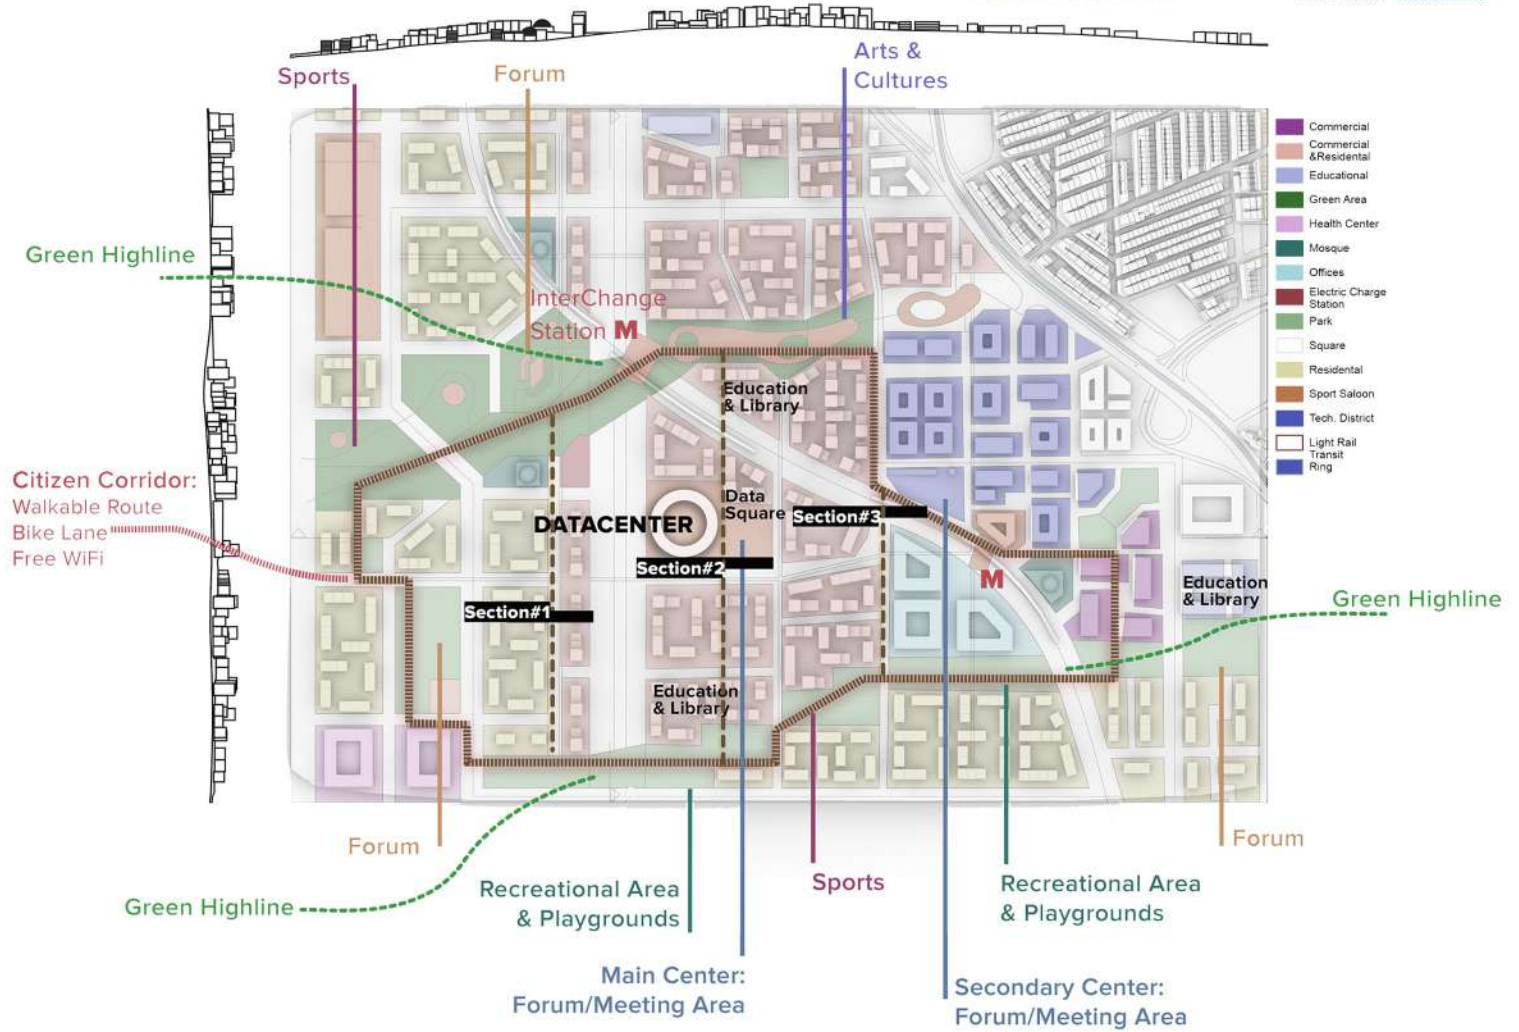 Arts &
Cultures
Sports
Forum
Commercial
Commercial
&Residental
Educational
Green Area
Health Center
Mosque
Offices
Electric Charge
Station
Park
Square
Residental
Sport Saloon
Tech. District
Light Rail
Transit
Ring
Green Highline
InterChange
Station M
Education
& Library
Citizen Corridor:
Walkable Route
Bike Lane
Free WiFi
DATACENTER
Data
Square
Section#3
Section#2
Section#1
M
Education
& Library
Green Highline
Education
& Library
Forum
Forum
Green Highline
Recreational Area
& Playgrounds
Sports
Recreational Area
& Playgrounds
Main Center:
Forum/Meeting Area
Secondary Center:
Forum/Meeting Area